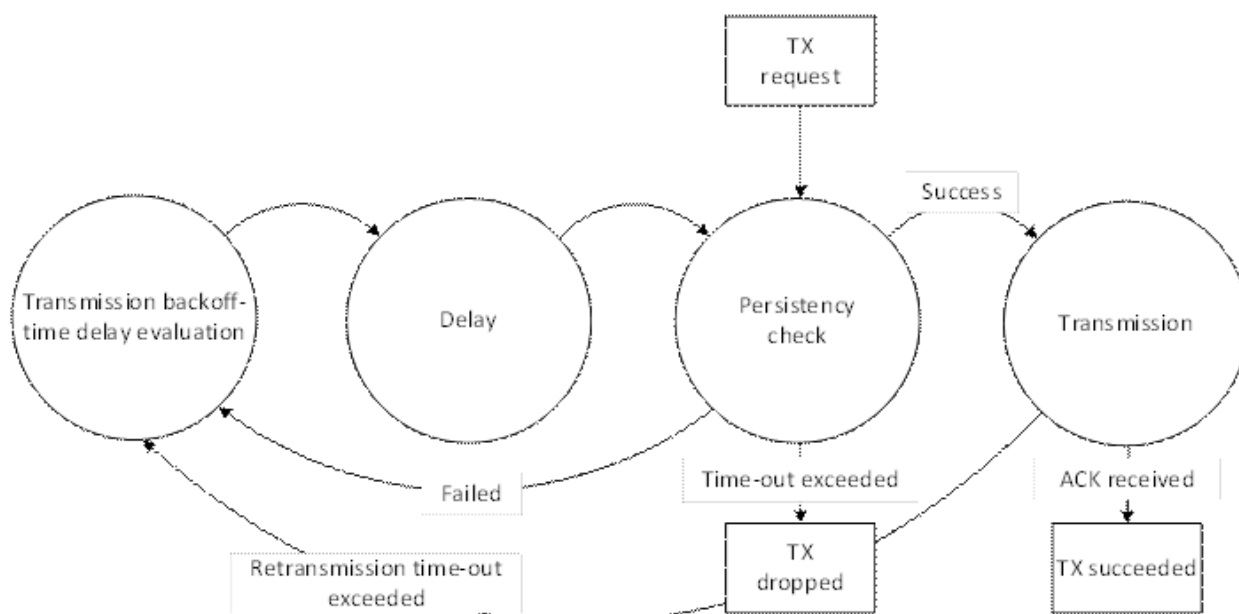 TX
request
Success
Transmission backoff-
time delay evaluation
Delay
Persistency
check
Transmission
Failed
Time-out exceeded
ACK received
Retransmission time-out
exceeded
TX
dropped
TX succeeded